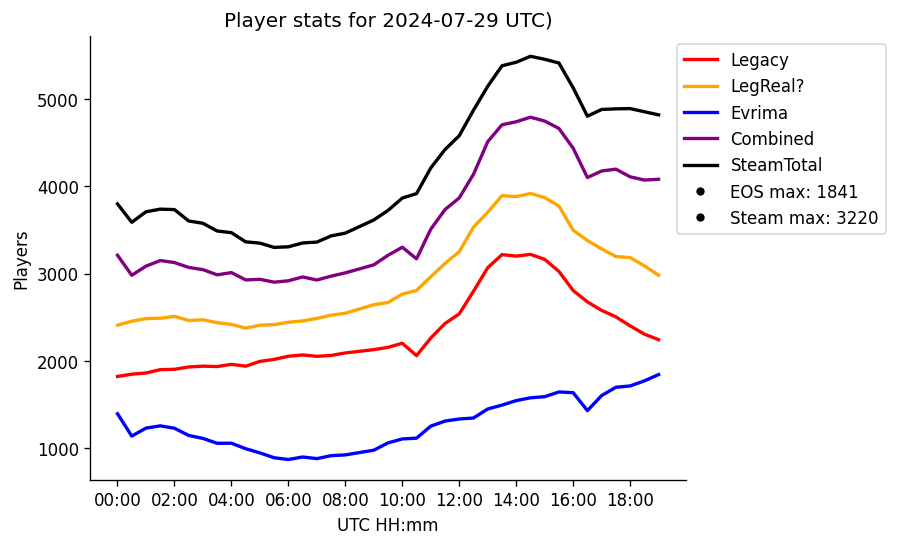 Player stats for 2024-07-29 UTC)
Legacy
LegReal?
Evrima
Combined
SteamTotal
EOS max: 1841
Steam max: 3220
Players
5000
4000
3000
2000
1000
00:00 02:00 04:00 06:00 08:00 10:00 12:00 14:00 16:00 18:00
UTC HH:mm